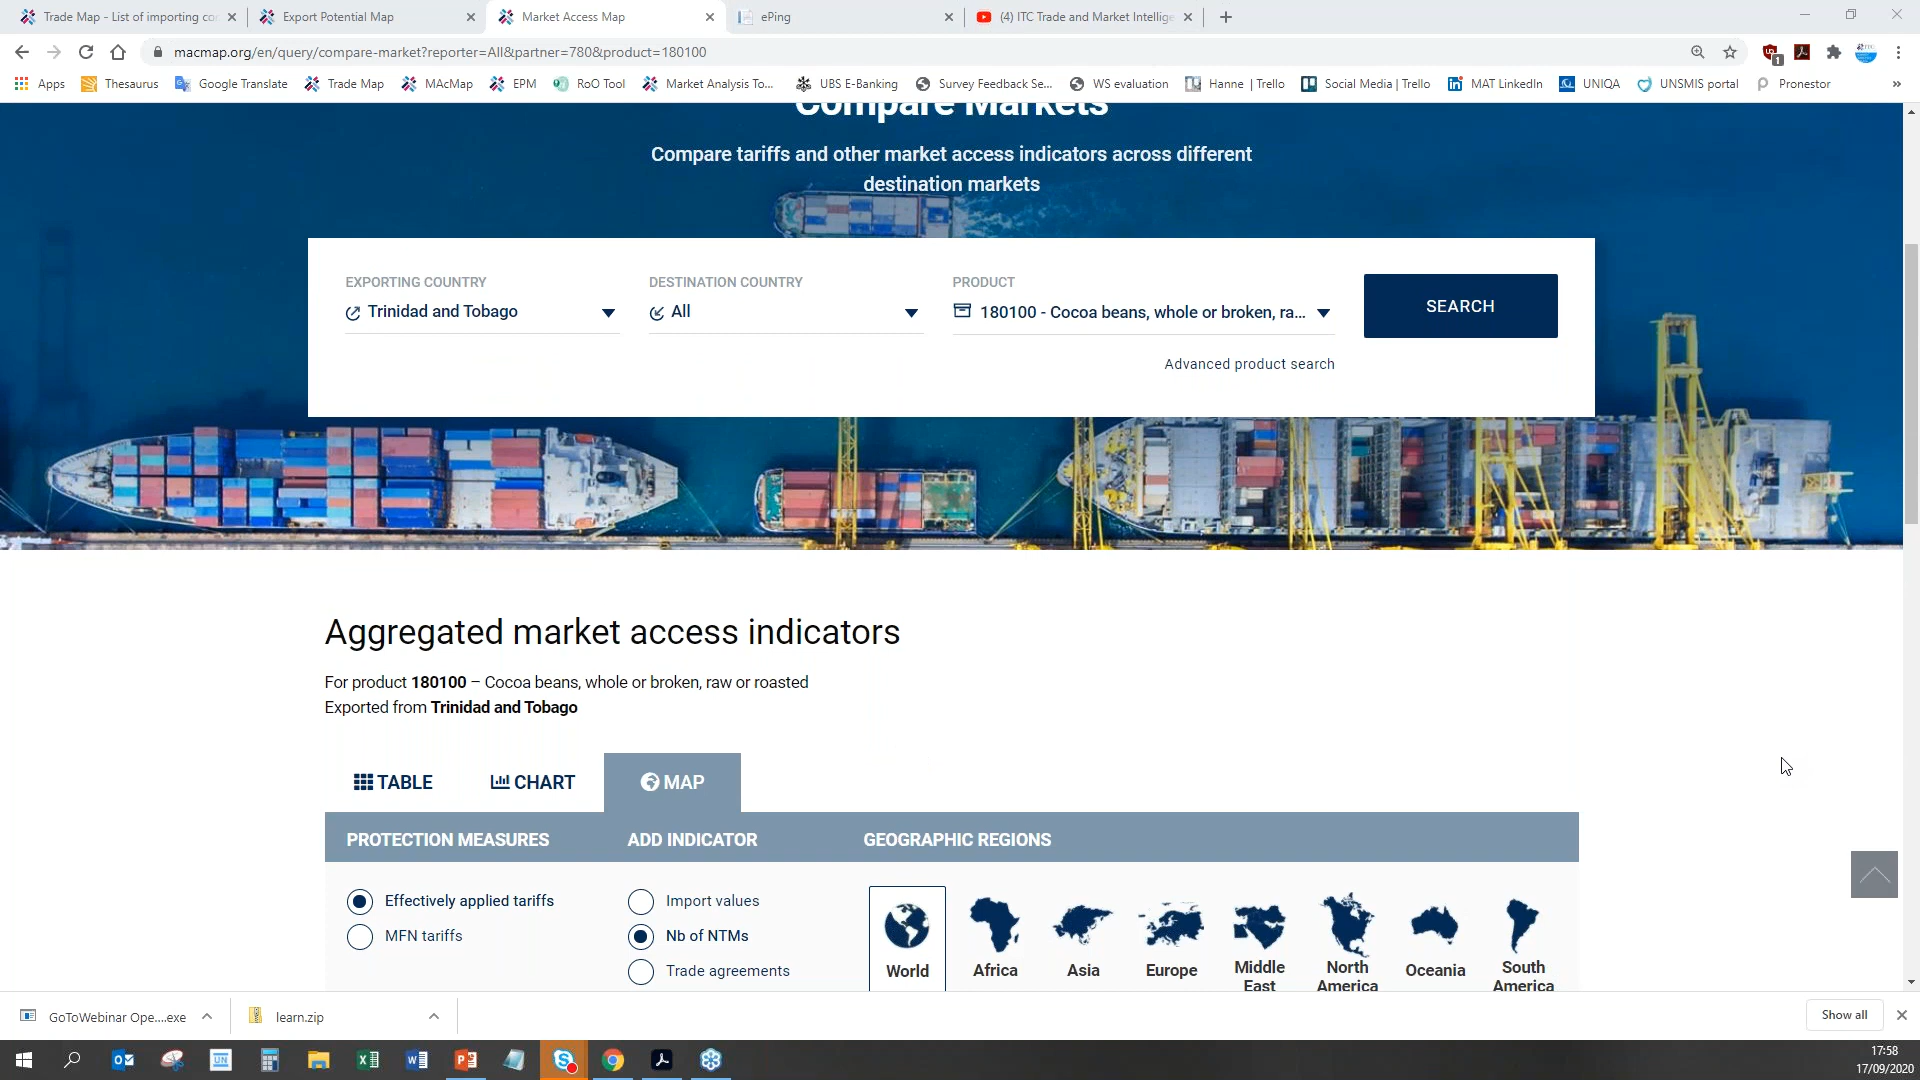 Trade Map - List of importing co
Export Potential Map
Market Access Map
ePing
(4) ITC Trade and Market Intellige
macmap.org/en/query/compare-market?reporter=All&partner=780&product=180100
Apps
Thesaurus
Google Translate
Trade Map
MAcMap
EPM
RoO Tool
Market Analysis To...
UBS E-Banking
Survey Feedback Se...
WS evaluation
Hanne | Trello
Social Media | Trello
MAT LinkedIn
UNIQA
UNSMIS portal
Pronestor
»
Compare Markets
Compare tariffs and other market access indicators across different
destination markets
EXPORTING COUNTRY
Trinidad and Tobago
DESTINATION COUNTRY
All
PRODUCT
180100 - Cocoa beans, whole or broken, ra...
SEARCH
Advanced product search
Aggregated market access indicators
For product 180100 – Cocoa beans, whole or broken, raw or roasted
Exported from Trinidad and Tobago
TABLE
CHART
MAP
PROTECTION MEASURES
ADD INDICATOR
GEOGRAPHIC REGIONS
Effectively applied tariffs
MFN tariffs
Import values
Nb of NTMs
Trade agreements
World
Africa
Asia
Europe
Middle
East
North
America
Oceania
South
America
GoToWebinar Ope....exe
learn.zip
Show all
17:58
17/09/2020